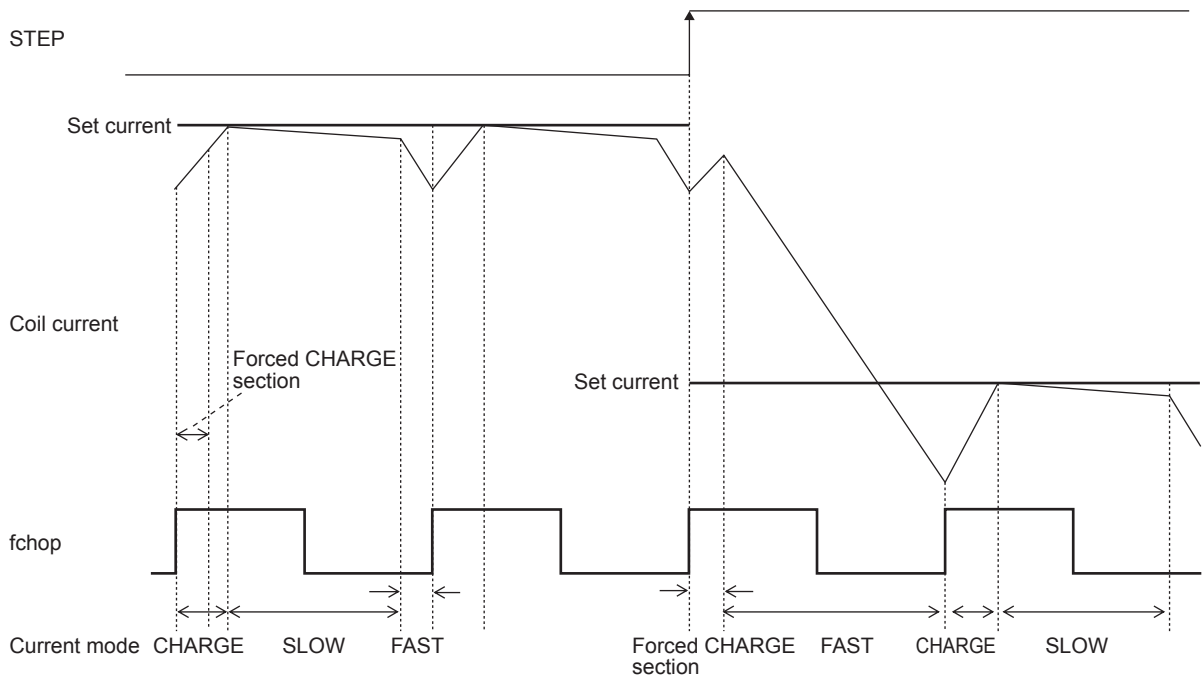 STEP
Set current
Coil current
Forced CHARGE
section
Set current
fchop
Current mode CHARGE SLOW FAST Forced CHARGE FAST CHARGE SLOW
section